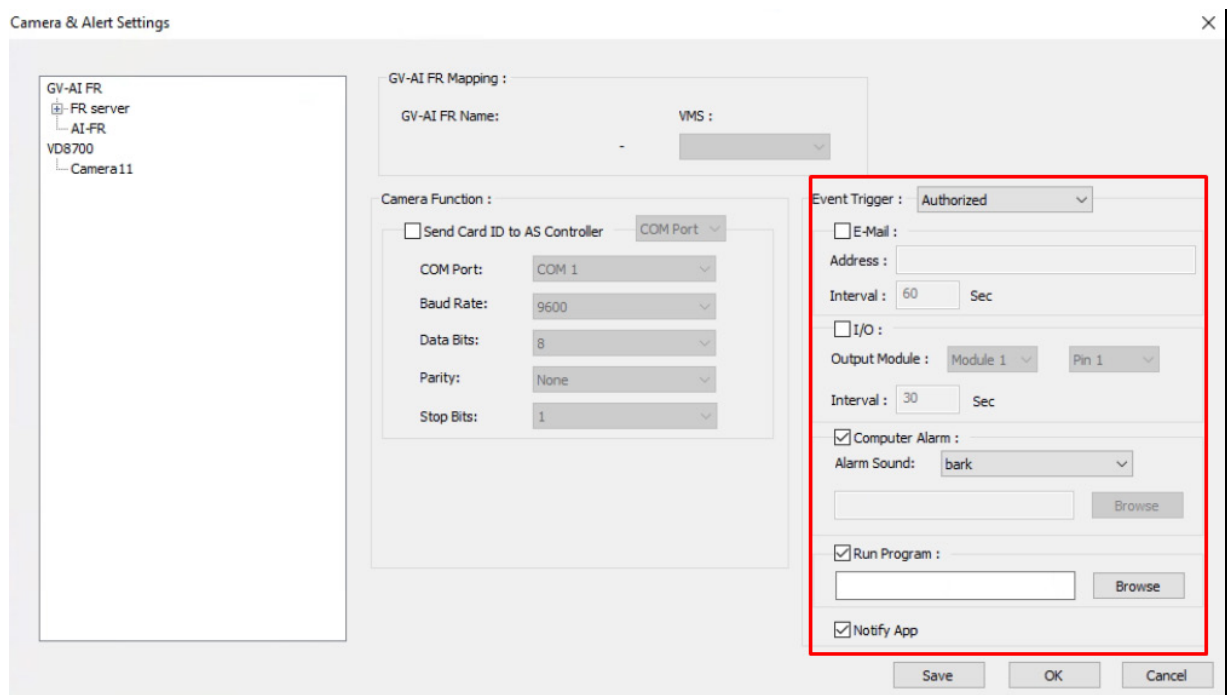 Camera & Alert Settings
GV-AI FR
FR server
AI-FR
VD8700
Camera11
GV-AI FR Mapping :
GV-AI FR Name: VMS :
-
Camera Function :
Send Card ID to AS Controller COM Port
COM Port: COM 1
Baud Rate: 9600
Data Bits: 8
Parity: None
Stop Bits: 1
Event Trigger : Authorized
E-Mail :
Address :
Interval : 60 Sec
I/O :
Output Module : Module 1 Pin 1
Interval : 30 Sec
Computer Alarm :
Alarm Sound: bark
Browse
Run Program :
Browse
Notify App
Save OK Cancel